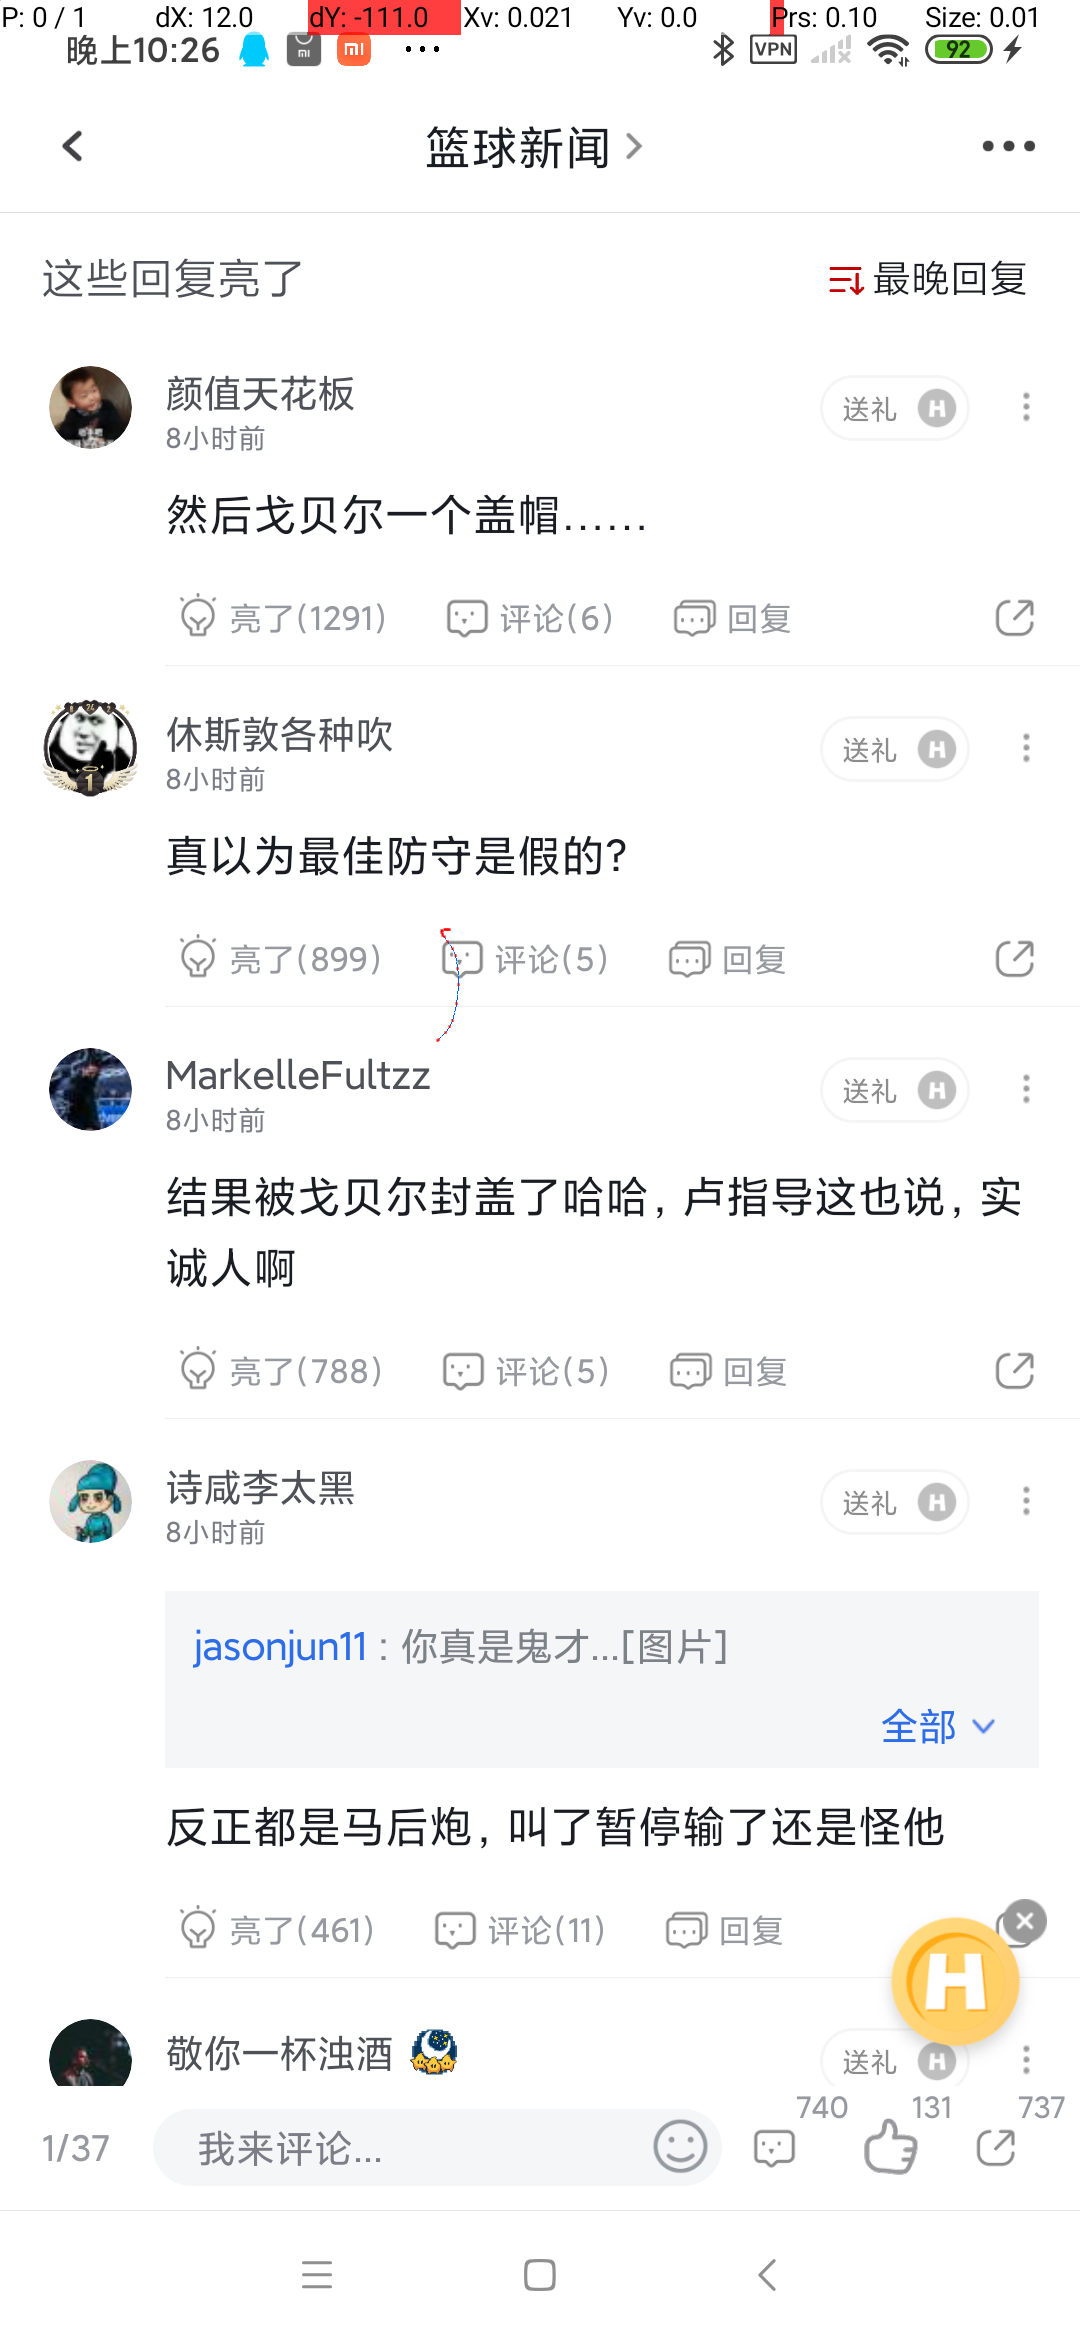 P: 0 / 1 dX: 12.0 dY: -111.0 Xv: 0.021 Yv: 0.0 Prs: 0.10 Size: 0.01
晚上10:26 mi mi VPN 92
篮球新闻
这些回复亮了 最晚回复
颜值天花板
8小时前
送礼 H
然后戈贝尔一个盖帽……
亮了(1291) 评论(6) 回复
休斯敦各种吹
8小时前
送礼 H
真以为最佳防守是假的?
亮了(899) 评论(5) 回复
MarkelleFultzz
8小时前
送礼 H
结果被戈贝尔封盖了哈哈，卢指导这也说，实
诚人啊
亮了(788) 评论(5) 回复
诗咸李太黑
8小时前
送礼 H
jasonjun11 : 你真是鬼才...[图片]
全部
反正都是马后炮，叫了暂停输了还是怪他
亮了(461) 评论(11) 回复
H
敬你一杯浊酒
送礼 H
1/37 我来评论... 740 131 737